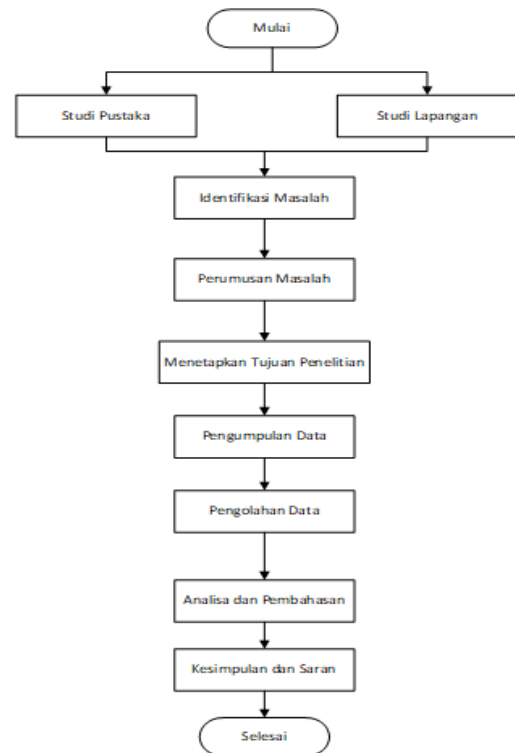 Mulai
Studi Pustaka
Studi Lapangan
Identifikasi Masalah
Perumusan Masalah
Menetapkan Tujuan Penelitian
Pengumpulan Data
Pengolahan Data
Analisa dan Pembahasan
Kesimpulan dan Saran
Selesai